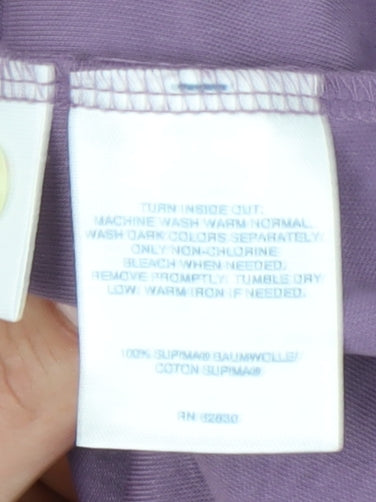 TURN INSIDE OUT.
MACHINE WASH WARM NORMAL.
WASH DARK COLORS SEPARATELY.
ONLY NON-CHLORINE
BLEACH WHEN NEEDED.
REMOVE PROMPTLY. TUMBLE DRY
LOW. WARM IRON IF NEEDED.
100% SUPIMA® BAUMWOLLE/
COTON SUPIMA®
RN 62830